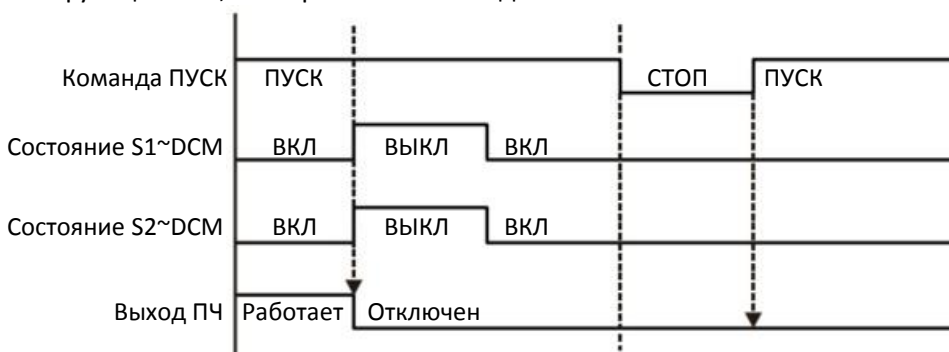 Команда ПУСК ПУСК СТОП ПУСК
Состояние S1~DCM ВКЛ ВЫКЛ ВКЛ
Состояние S2~DCM ВКЛ ВЫКЛ ВКЛ
Выход ПЧ Работает Отключен